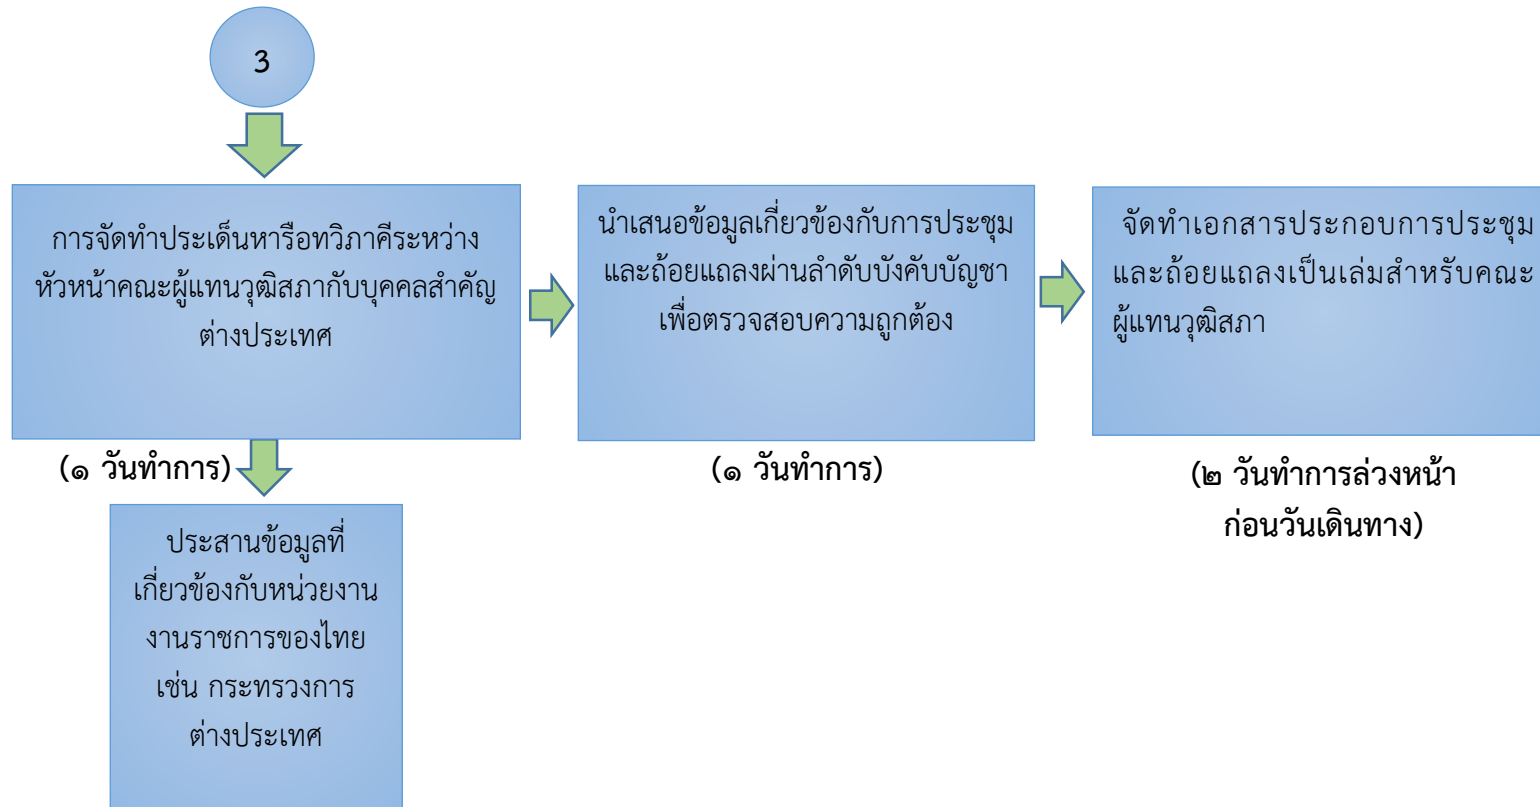 3
การจัดทำประเด็นหารือทวิภาคีระหว่าง
หัวหน้าคณะผู้แทนวุฒิสภากับบุคคลสำคัญ
ต่างประเทศ
(๑ วันทำการ)
ประสานข้อมูลที่
เกี่ยวข้องกับหน่วยงาน
งานราชการของไทย
เช่น กระทรวงการ
ต่างประเทศ
นำเสนอข้อมูลเกี่ยวข้องกับการประชุม
และถ้อยแถลงผ่านลำดับบังคับบัญชา
เพื่อตรวจสอบความถูกต้อง
(๑ วันทำการ)
จัดทำเอกสารประกอบการประชุม
และถ้อยแถลงเป็นเล่มสำหรับคณะ
ผู้แทนวุฒิสภา
(๒ วันทำการล่วงหน้า
ก่อนวันเดินทาง)